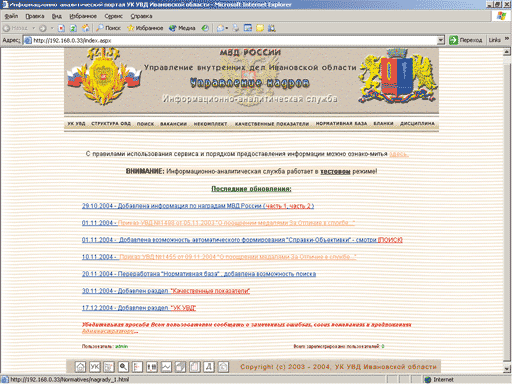 Информационно-аналитическая портал УК УВД Ивановской области - Microsoft Internet Explorer
Файл Правка Вид Избранное Сервис Справка
Назад Поиск Избранное Медиа
Адрес: http://192.168.0.33/index.aspx Переход Links
МВД РОССИИ
Управление внутренних дел Ивановской области
Управление кадров
Информационно-аналитическая служба
УК УВД СТРУКТУРА ОВД ПОИСК ВАКАНСИИ НЕКОМПЛЕКТ КАЧЕСТВЕННЫЕ ПОКАЗАТЕЛИ НОРМАТИВНАЯ БАЗА БЛАНКИ ДИСЦИПЛИНА
С правилами использования сервиса и порядком предоставления информации можно ознако-миться здесь.
ВНИМАНИЕ: Информационно-аналитическая служба работает в тестовом режиме!
Последние обновления:
29.10.2004 - Добавлена информация по наградам МВД России ( часть 1, часть 2 )
01.11.2004 - Приказ УВД №1493 от 05.11.2003 "О поощрении медалями За Отличие в службе..."
01.11.2004 - Добавлена возможность автоматического формирования "Справки-Объективки" - смотри [ПОИСК]
10.11.2004 - Приказ УВД №1455 от 09.11.2004 "О поощрении медалями За Отличие в службе..."
20.11.2004 - Переработана "Нормативная база" , добавлена возможность поиска
30.11.2004 - Добавлен раздел "Качественные показатели"
17.12.2004 - Добавлен раздел "УК УВД"
Убедительная просьба Всем пользователям сообщать о замеченных ошибках, своих пожеланиях и предложениях
Администратору...
Пользователь: admin Всего зарегистрировано пользователей: 0
Copyright (c) 2003 - 2004, УК УВД Ивановской области
http://192.168.0.33/Normatives/nagrady_1.html Internet